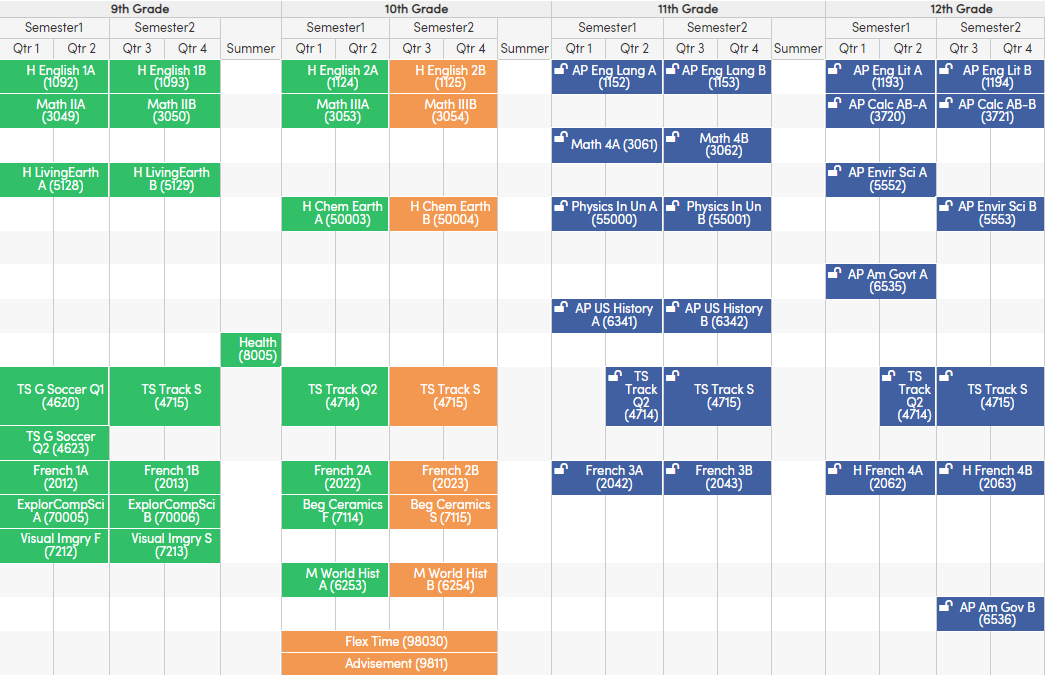 9th Grade 10th Grade 11th Grade 12th Grade
Semester1 Semester2 Semester1 Semester2 Semester1 Semester2 Semester1 Semester2
Qtr 1 Qtr 2 Qtr 3 Qtr 4 Summer Qtr 1 Qtr 2 Qtr 3 Qtr 4 Summer Qtr 1 Qtr 2 Qtr 3 Qtr 4 Summer Qtr 1 Qtr 2 Qtr 3 Qtr 4
H English 1A H English 1B H English 2A H English 2B AP Eng Lang A AP Eng Lang B AP Eng Lit A AP Eng Lit B
(1092) (1093) (1124) (1125) (1152) (1153) (1193) (1194)
Math IIA Math IIB Math IIIA Math IIIB AP Calc AB-A AP Calc AB-B
(3049) (3050) (3053) (3054) (3720) (3721)
Math 4A (3061) Math 4B
(3062)
H LivingEarth H LivingEarth AP Envir Sci A
A (5128) B (5129) (5552)
H Chem Earth H Chem Earth Physics In Un A Physics In Un AP Envir Sci B
A (50003) B (50004) (55000) B (55001) (5553)
AP Am Govt A
(6535)
AP US History AP US History
A (6341) B (6342)
Health
(8005)
TS G Soccer Q1 TS Track S TS Track Q2 TS Track S TS TS Track S TS TS Track S
(4620) (4715) (4714) (4715) Track (4715) Track (4715)
Q2 Q2
(4714) (4714)
TS G Soccer
Q2 (4623)
French 1A French 1B French 2A French 2B French 3A French 3B H French 4A H French 4B
(2012) (2013) (2022) (2023) (2042) (2043) (2062) (2063)
ExplorCompSci ExplorCompSci Beg Ceramics Beg Ceramics
A (70005) B (70006) F (7114) S (7115)
Visual Imgry F Visual Imgry S
(7212) (7213)
M World Hist M World Hist
A (6253) B (6254)
AP Am Gov B
(6536)
Flex Time (98030)
Advisement (9811)